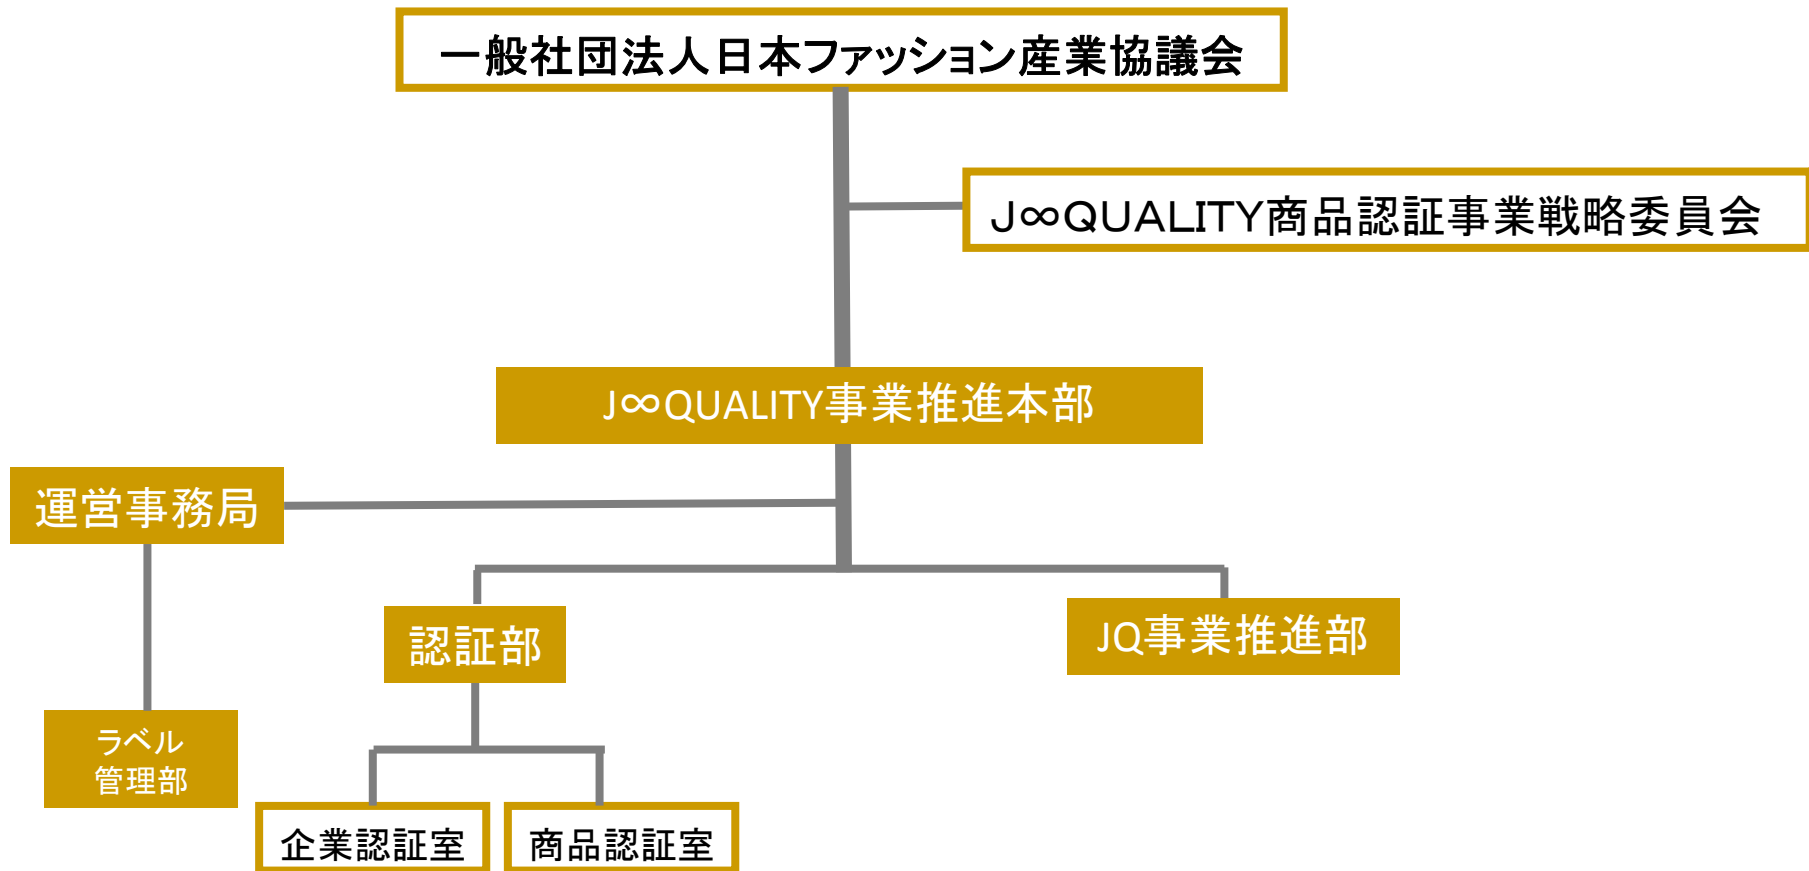 一般社団法人日本ファッション産業協議会
J∞QUALITY商品認証事業戦略委員会
J∞QUALITY事業推進本部
運営事務局
認証部
JQ事業推進部
ラベル
管理部
企業認証室
商品認証室